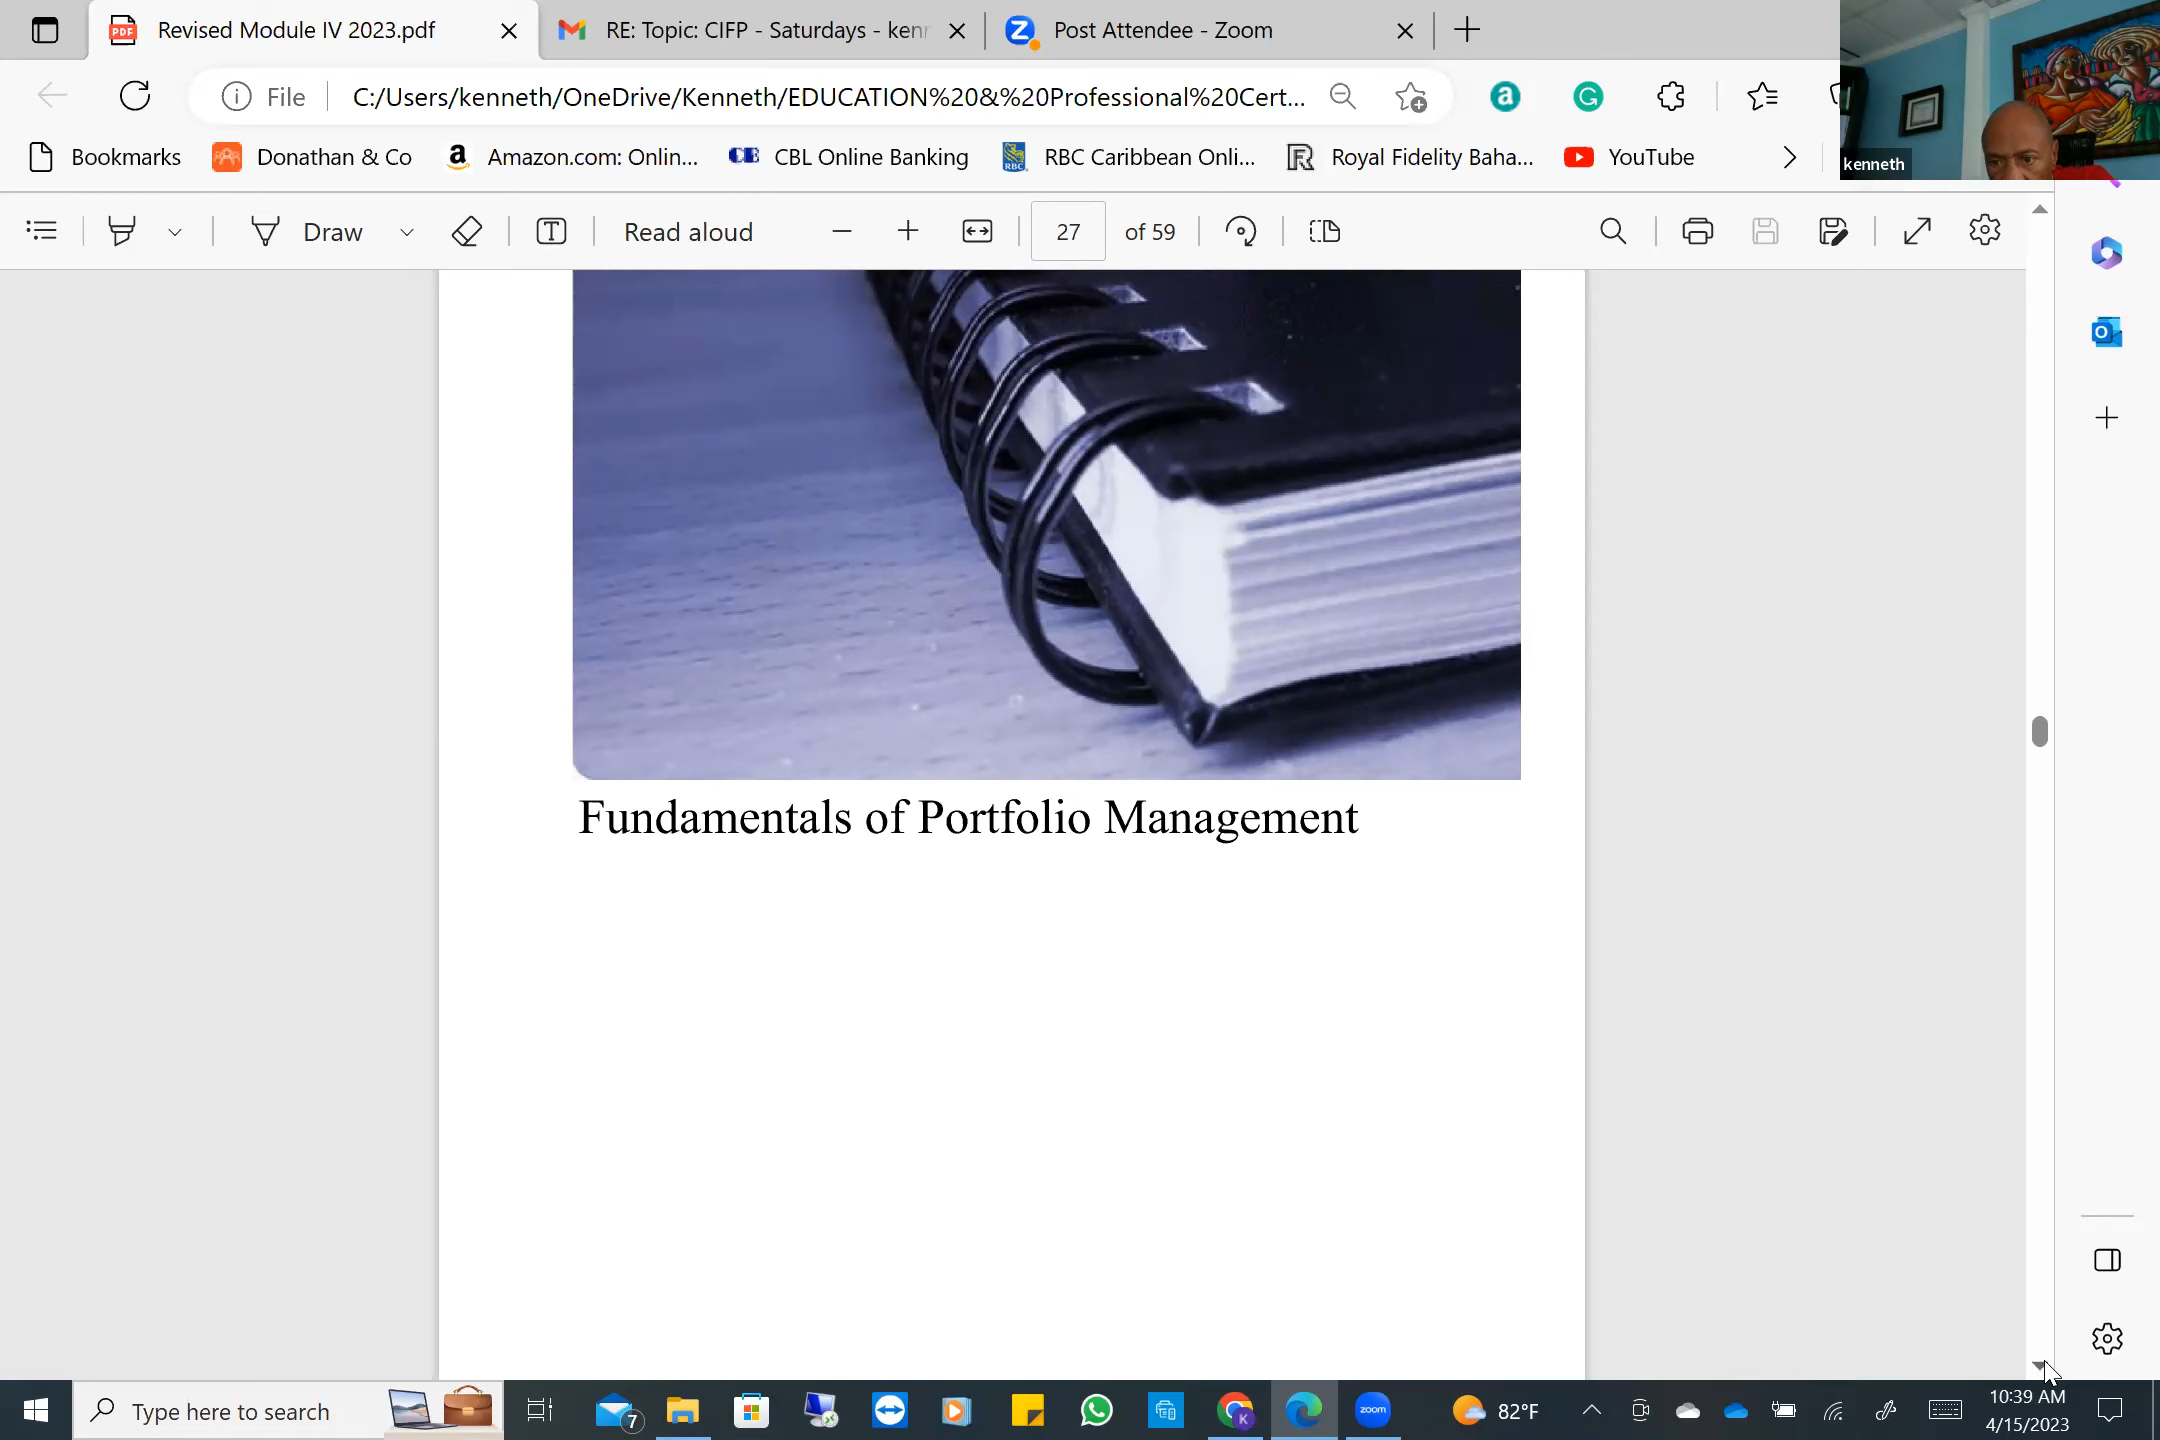 Revised Module IV 2023.pdf
RE: Topic: CIFP - Saturdays - ken
Post Attendee - Zoom
File
C:/Users/kenneth/OneDrive/Kenneth/EDUCATION%20&%20Professional%20Cert...
Bookmarks
Donathan & Co
Amazon.com: Onlin...
CBL Online Banking
RBC Caribbean Onli...
Royal Fidelity Baha...
YouTube
kenneth
Draw
Read aloud
27
of 59
Fundamentals of Portfolio Management
Type here to search
7
zoom
82°F
10:39 AM
4/15/2023